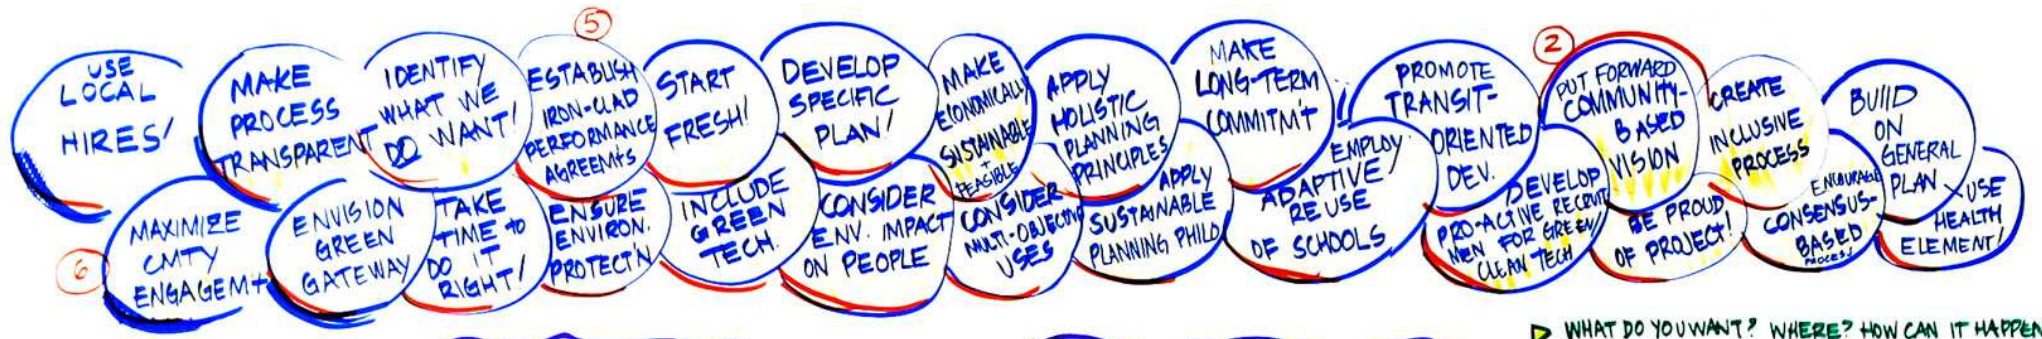 USE
LOCAL
HIRES!
MAKE
PROCESS
TRANSPARENT
IDENTIFY
WHAT WE
DO WANT!
5
ESTABLISH
IRON-CLAD
PERFORMANCE
AGREEMTS
START
FRESH!
DEVELOP
SPECIFIC
PLAN!
MAKE
ECONOMICALLY
SUSTAINABLE
+
FEASIBLE
APPLY
HOLISTIC
PLANNING
PRINCIPLES
MAKE
LONG-TERM
COMMITM'T
PROMOTE
TRANSIT-
ORIENTED
DEV.
2
PUT FORWARD
COMMUNITY-
BASED
VISION
CREATE
INCLUSIVE
PROCESS
BUILD
ON
GENERAL
PLAN
6
MAXIMIZE
CMTY
ENGAGEMT
ENVISION
GREEN
GATEWAY
TAKE
TIME to
DO IT
RIGHT!
ENSURE
ENVIRON.
PROTECT'N
INCLUDE
GREEN
TECH.
CONSIDER
ENV. IMPACT
ON PEOPLE
CONSIDER
MULTI-OBJECTIVE
USES
APPLY
SUSTAINABLE
PLANNING PHILO
EMPLOY
ADAPTIVE
REUSE
OF SCHOOLS
DEVELOP
PRO-ACTIVE RECRUIT
MEN FOR GREEN/
CLEAN TECH
BE PROUD
OF PROJECT!
ENCOURAGE
CONSENSUS-
BASED
PROCESS
USE
HEALTH
ELEMENT!
WHAT DO YOU WANT? WHERE? HOW CAN IT HAPPEN